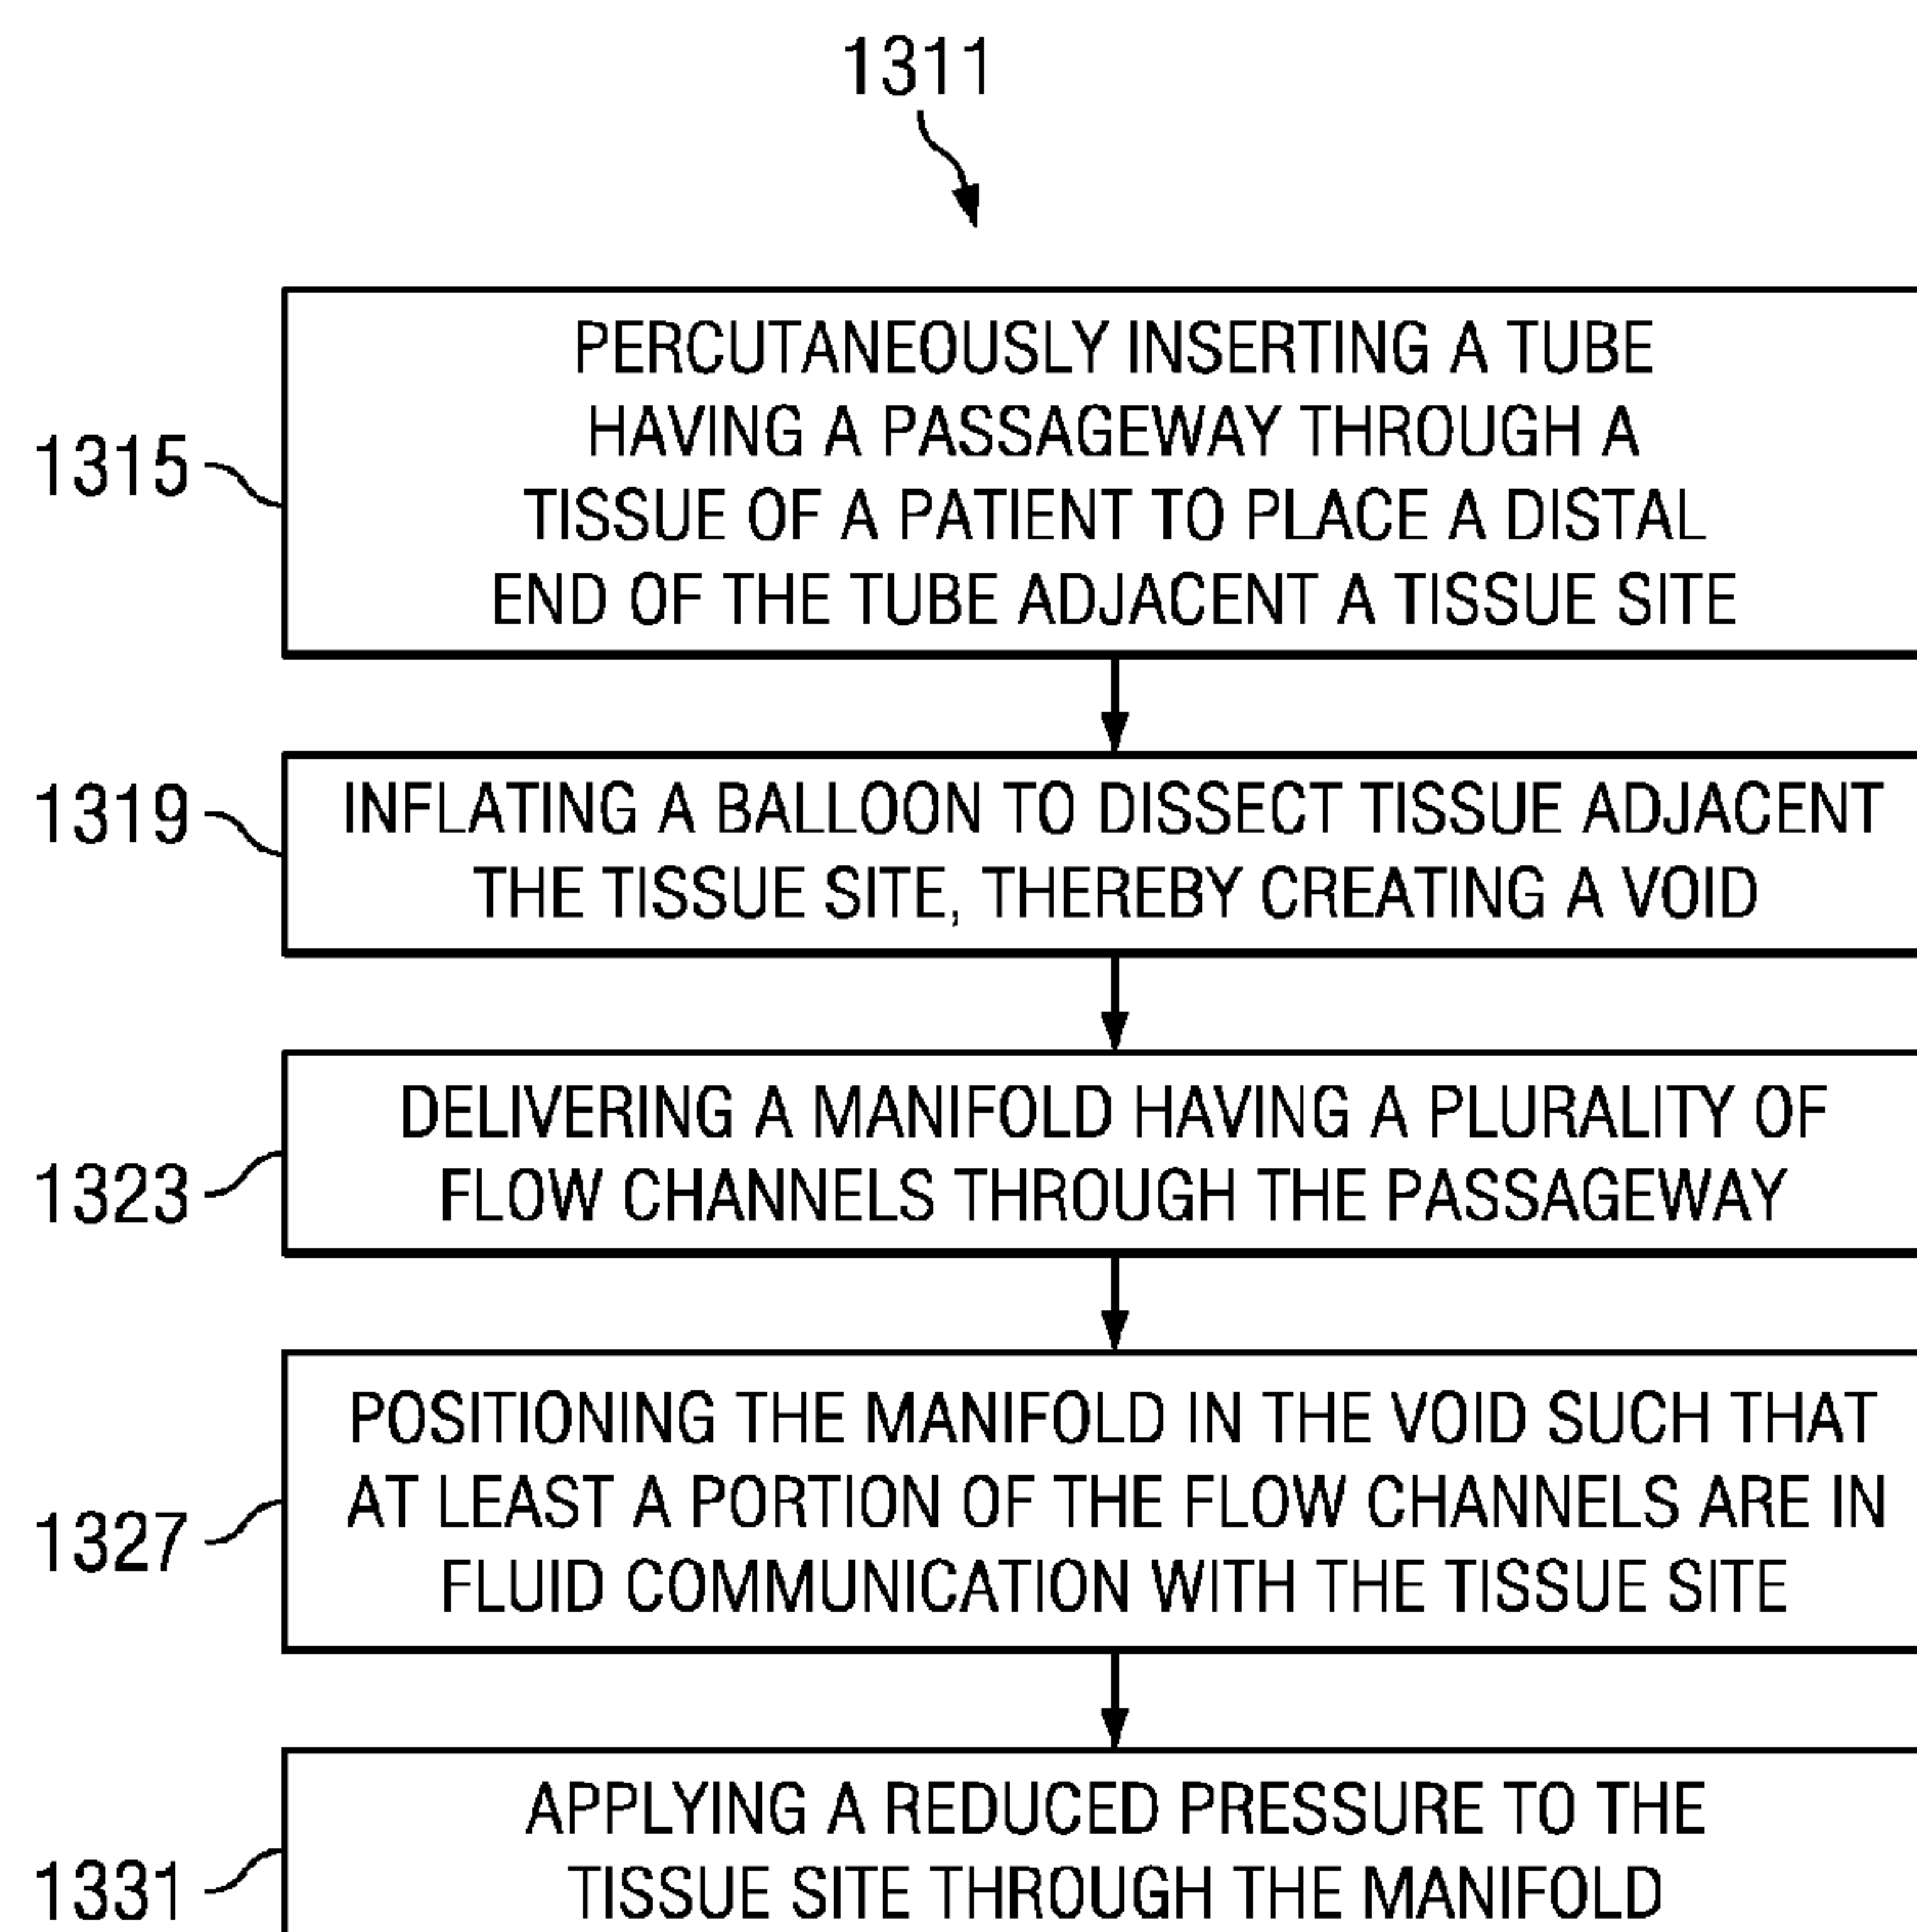 1311
1315
PERCUTANEOUSLY INSERTING A TUBE
HAVING A PASSAGEWAY THROUGH A
TISSUE OF A PATIENT TO PLACE A DISTAL
END OF THE TUBE ADJACENT A TISSUE SITE
1319
INFLATING A BALLOON TO DISSECT TISSUE ADJACENT
THE TISSUE SITE, THEREBY CREATING A VOID
1323
DELIVERING A MANIFOLD HAVING A PLURALITY OF
FLOW CHANNELS THROUGH THE PASSAGEWAY
1327
POSITIONING THE MANIFOLD IN THE VOID SUCH THAT
AT LEAST A PORTION OF THE FLOW CHANNELS ARE IN
FLUID COMMUNICATION WITH THE TISSUE SITE
1331
APPLYING A REDUCED PRESSURE TO THE
TISSUE SITE THROUGH THE MANIFOLD